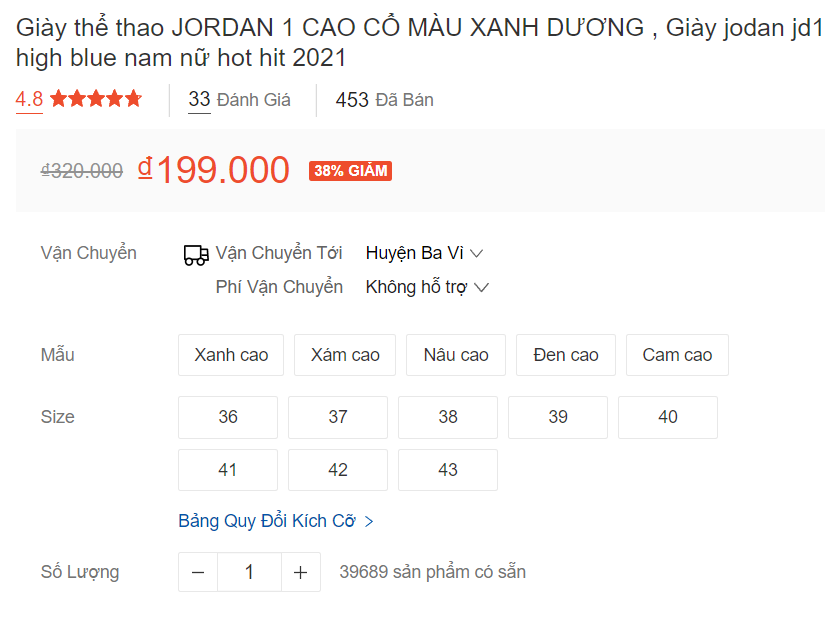 Giày thể thao JORDAN 1 CAO CỔ MÀU XANH DƯƠNG , Giày jodan jd1
high blue nam nữ hot hit 2021
4.8 33 Đánh Giá 453 Đã Bán
₫320.000 ₫199.000 38% GIẢM
Vận Chuyển Vận Chuyển Tới Huyện Ba Vì
Phí Vận Chuyển Không hỗ trợ
Mẫu Xanh cao Xám cao Nâu cao Đen cao Cam cao
Size 36 37 38 39 40
41 42 43
Bảng Quy Đổi Kích Cỡ >
Số Lượng − 1 + 39689 sản phẩm có sẵn